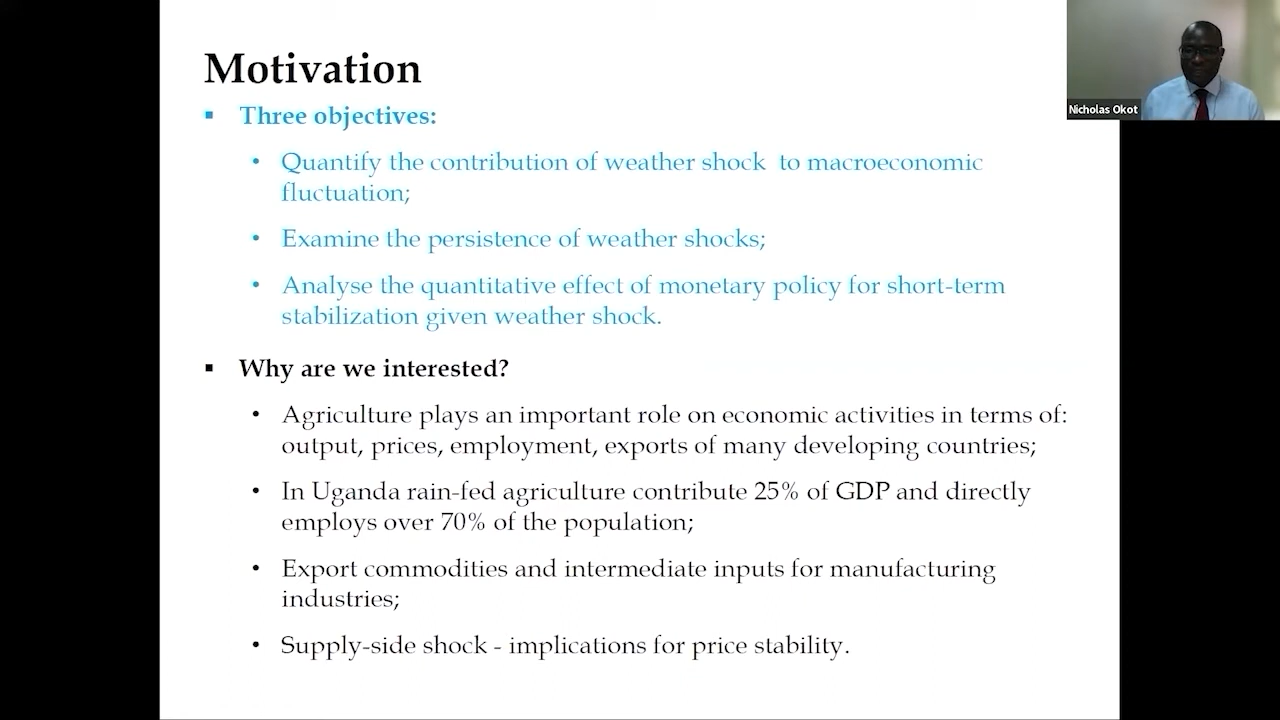 Motivation
▪ Three objectives:
• Quantify the contribution of weather shock to macroeconomic
fluctuation;
• Examine the persistence of weather shocks;
• Analyse the quantitative effect of monetary policy for short-term
stabilization given weather shock.
▪ Why are we interested?
• Agriculture plays an important role on economic activities in terms of:
output, prices, employment, exports of many developing countries;
• In Uganda rain-fed agriculture contribute 25% of GDP and directly
employs over 70% of the population;
• Export commodities and intermediate inputs for manufacturing
industries;
• Supply-side shock - implications for price stability.
Nicholas Okot